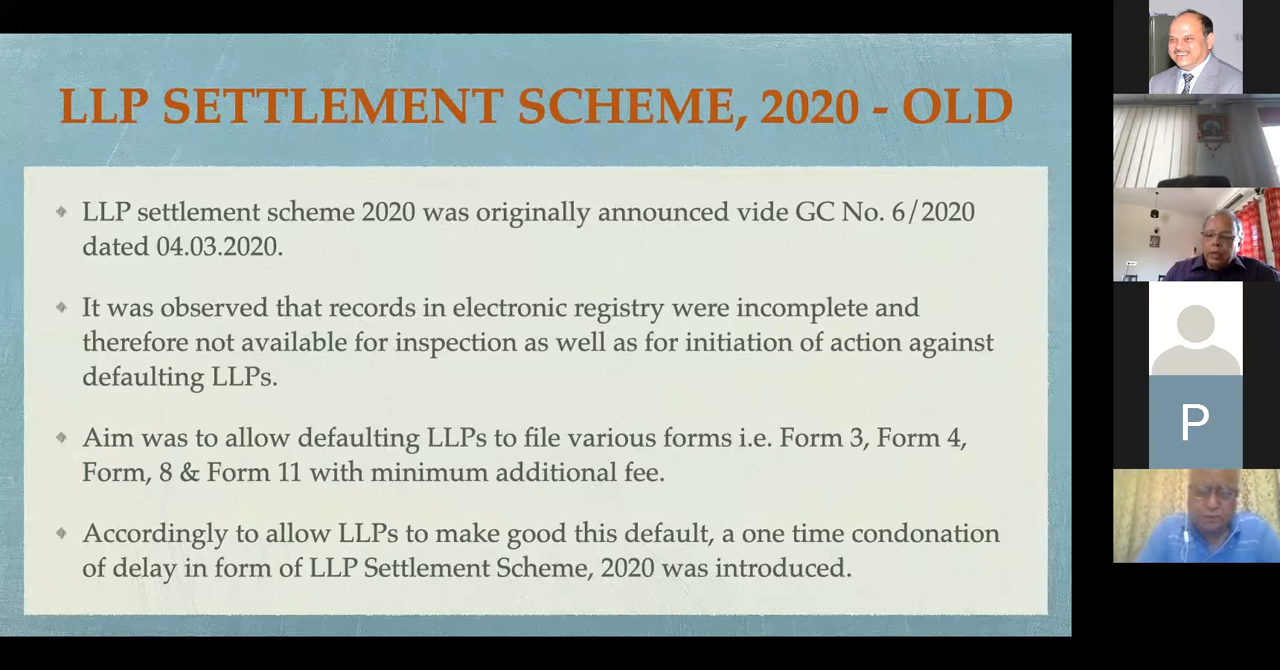 LLP SETTLEMENT SCHEME, 2020 - OLD
LLP settlement scheme 2020 was originally announced vide GC No. 6/2020
dated 04.03.2020.
It was observed that records in electronic registry were incomplete and
therefore not available for inspection as well as for initiation of action against
defaulting LLPs.
Aim was to allow defaulting LLPs to file various forms i.e. Form 3, Form 4,
Form, 8 & Form 11 with minimum additional fee.
Accordingly to allow LLPs to make good this default, a one time condonation
of delay in form of LLP Settlement Scheme, 2020 was introduced.
P